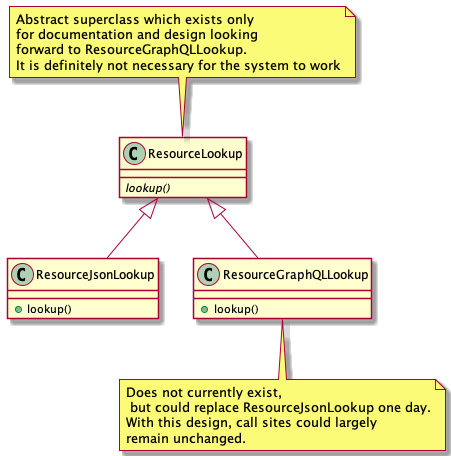 Abstract superclass which exists only
for documentation and design looking
forward to ResourceGraphQLLookup.
It is definitely not necessary for the system to work
C ResourceLookup
lookup()
C ResourceJsonLookup
lookup()
C ResourceGraphQLLookup
lookup()
Does not currently exist,
but could replace ResourceJsonLookup one day.
With this design, call sites could largely
remain unchanged.